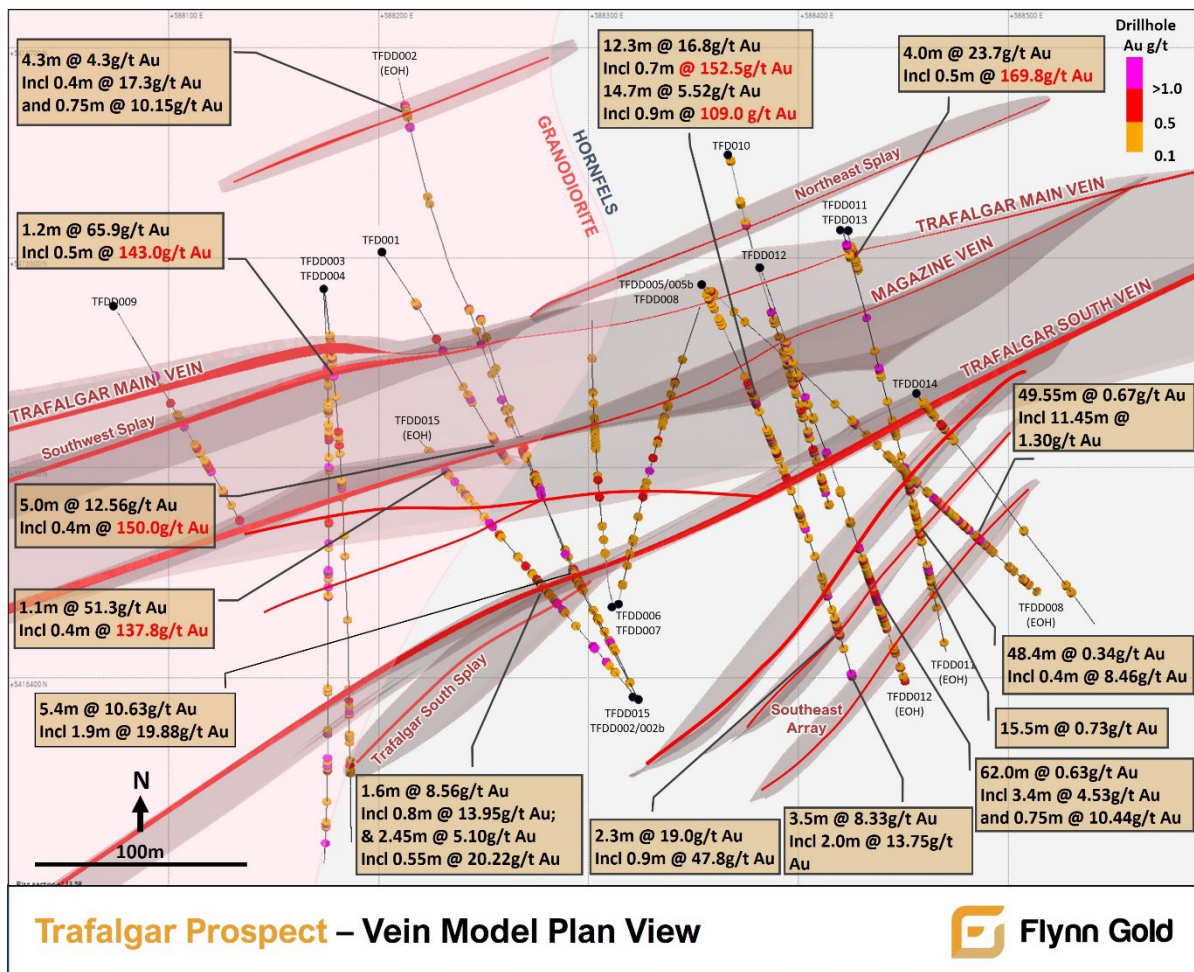 +588100 E
+588200 E
+588300 E
+588400 E
+588500 E
4.3m @ 4.3g/t Au
Incl 0.4m @ 17.3g/t Au
and 0.75m @ 10.15g/t Au
TFDD002
(EOH)
12.3m @ 16.8g/t Au
Incl 0.7m @ 152.5g/t Au
14.7m @ 5.52g/t Au
Incl 0.9m @ 109.0 g/t Au
4.0m @ 23.7g/t Au
Incl 0.5m @ 169.8g/t Au
Drillhole
Au g/t
>1.0
0.5
0.1
HORNFELS
GRANODIORITE
TFD010
Northeast Splay
TFDD011
TFDD013
TRAFALGAR MAIN VEIN
1.2m @ 65.9g/t Au
Incl 0.5m @ 143.0g/t Au
TFDD003
TFDD004
TFD001
TFDD012
MAGAZINE VEIN
TFDD009
TFDD005/005b
TFDD008
TRAFALGAR SOUTH VEIN
TRAFALGAR MAIN VEIN
Southwest Splay
TFDD014
TFDD015
(EOH)
49.55m @ 0.67g/t Au
Incl 11.45m @
1.30g/t Au
5.0m @ 12.56g/t Au
Incl 0.4m @ 150.0g/t Au
1.1m @ 51.3g/t Au
Incl 0.4m @ 137.8g/t Au
TFDD006
TFDD007
TFDD008
(EOH)
48.4m @ 0.34g/t Au
Incl 0.4m @ 8.46g/t Au
TFDD011
(EOH)
TFDD012
(EOH)
5.4m @ 10.63g/t Au
Incl 1.9m @ 19.88g/t Au
Trafalgar South Splay
TFDD015
TFDD002/002b
Southeast
Array
15.5m @ 0.73g/t Au
N
100m
1.6m @ 8.56g/t Au
Incl 0.8m @ 13.95g/t Au;
& 2.45m @ 5.10g/t Au
Incl 0.55m @ 20.22g/t Au
2.3m @ 19.0g/t Au
Incl 0.9m @ 47.8g/t Au
3.5m @ 8.33g/t Au
Incl 2.0m @ 13.75g/t
Au
62.0m @ 0.63g/t Au
Incl 3.4m @ 4.53g/t Au
and 0.75m @ 10.44g/t Au
Trafalgar Prospect – Vein Model Plan View
Flynn Gold